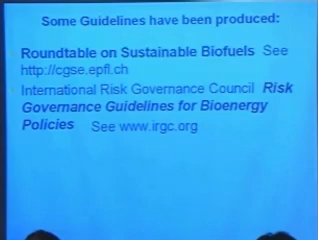 Some Guidelines have been produced:
Roundtable on Sustainable Biofuels See
http://cgse.epfl.ch
International Risk Governance Council Risk
Governance Guidelines for Bioenergy
Policies See www.irgc.org